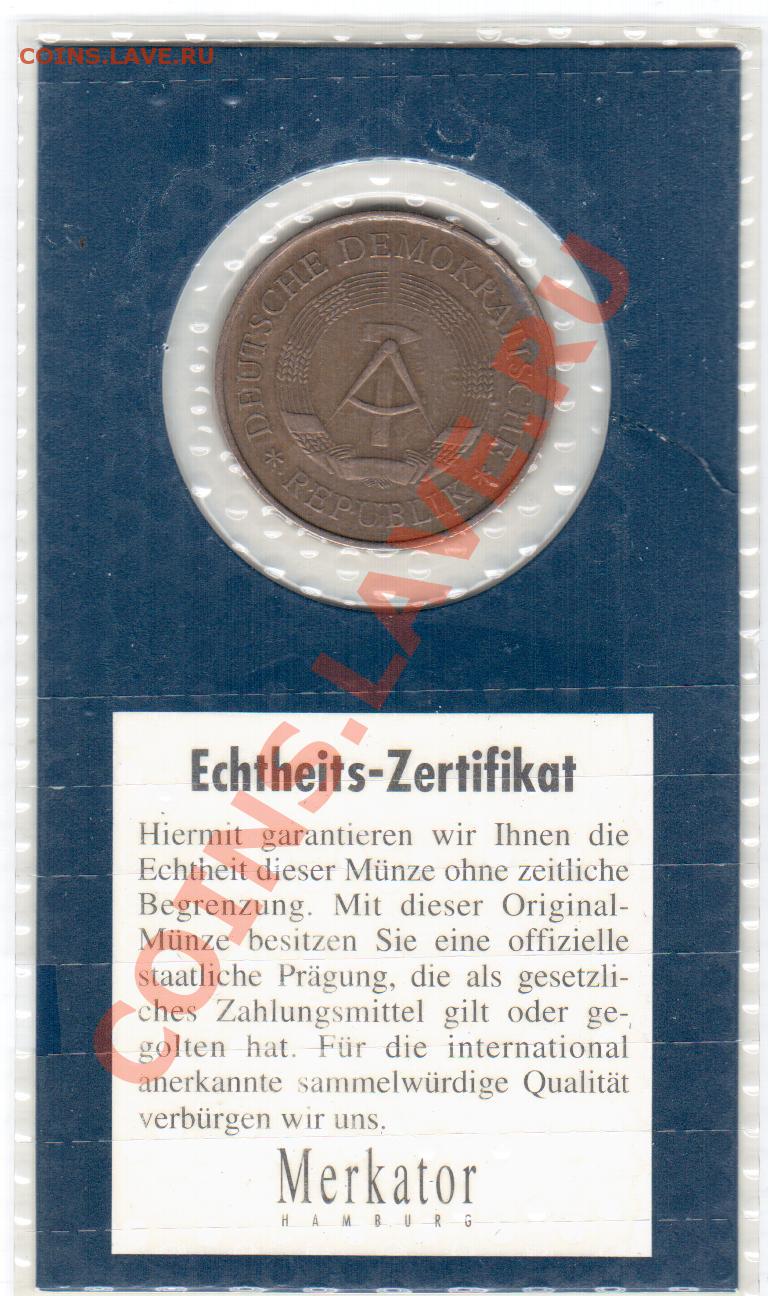 COINS.LAVE.RU
DEUTSCHE DEMOKRATISCHE
* REPUBLIK *
COINS.LAVE.RU
Echtheits-Zertifikat
Hiermit garantieren wir Ihnen die
Echtheit dieser Münze ohne zeitliche
Begrenzung. Mit dieser Original-
Münze besitzen Sie eine offizielle
staatliche Prägung, die als gesetzli-
ches Zahlungsmittel gilt oder ge-
golten hat. Für die international
anerkannte sammelwürdige Qualität
verbürgen wir uns.
Merkator
HAMBURG